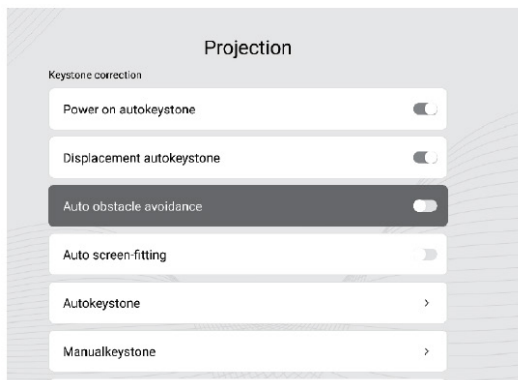 Projection
Keystone correction
Power on autokeystone
Displacement autokeystone
Auto obstacle avoidance
Auto screen-fitting
Autokeystone
Manualkeystone